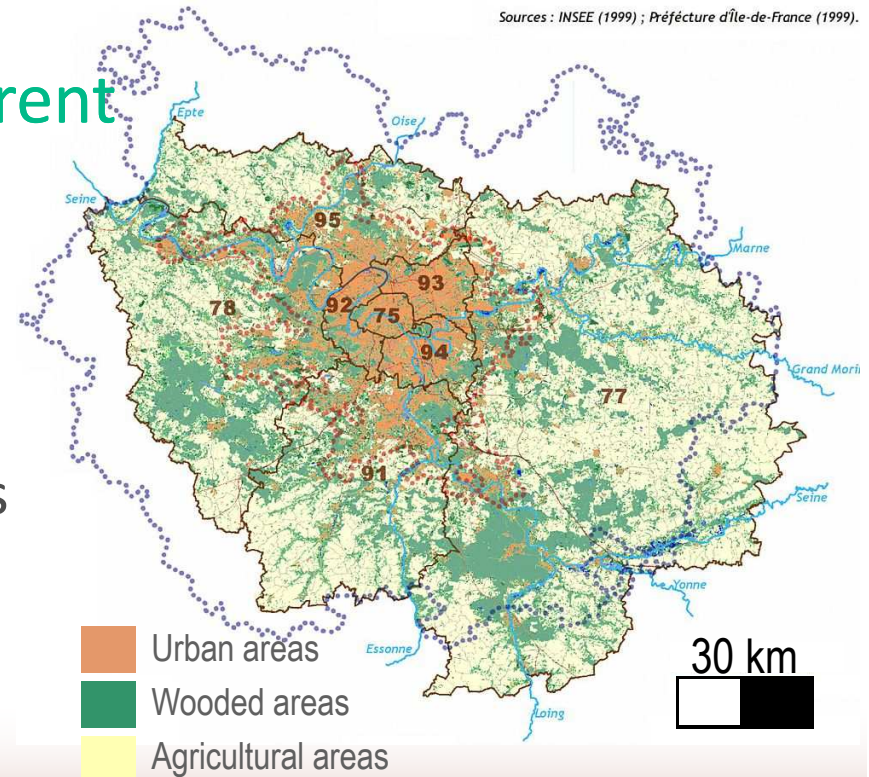 Sources : INSEE (1999) ; Préfécture d'Île-de-France (1999).
rent
Epte
Oise
Seine
95
Marne
93
78
92
75
94
Grand Mori
77
91
s
Seine
Yonne
Essonne
Loing
30 km
Urban areas
Wooded areas
Agricultural areas